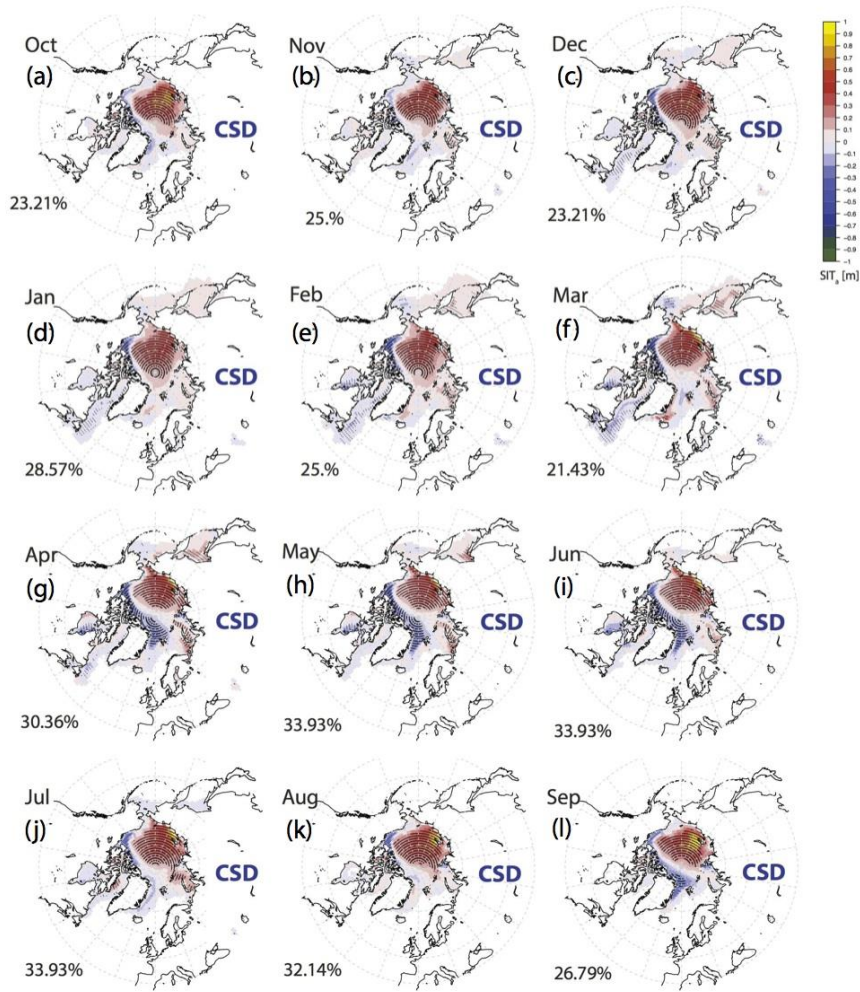 Oct
(a)
CSD
23.21%
Nov
(b)
CSD
25.%
Dec
(c)
CSD
23.21%
1
0.9
0.8
0.7
0.6
0.5
0.4
0.3
0.2
0.1
0
-0.1
-0.2
-0.3
-0.4
-0.5
-0.6
-0.7
-0.8
-0.9
-1
SITa [m]
Jan
(d)
CSD
28.57%
Feb
(e)
CSD
25.%
Mar
(f)
CSD
21.43%
Apr
(g)
CSD
30.36%
May
(h)
CSD
33.93%
Jun
(i)
CSD
33.93%
Jul
(j)
CSD
33.93%
Aug
(k)
CSD
32.14%
Sep
(l)
CSD
26.79%